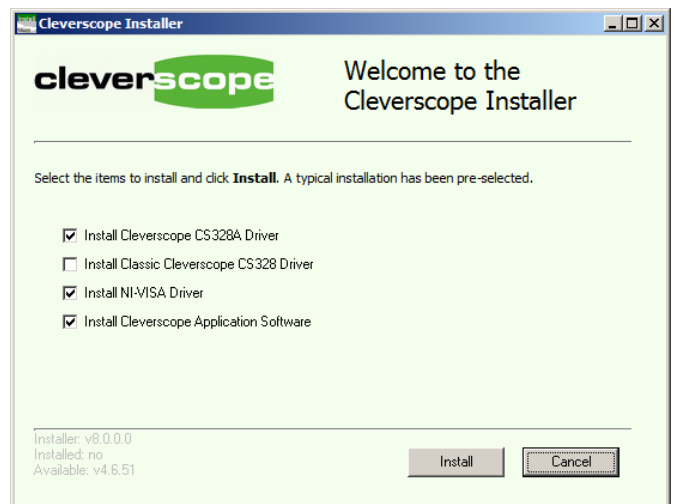 Cleverscope Installer
cleverscope
Welcome to the
Cleverscope Installer
Select the items to install and click Install. A typical installation has been pre-selected.
Install Cleverscope CS328A Driver
Install Classic Cleverscope CS328 Driver
Install NI-VISA Driver
Install Cleverscope Application Software
Installer: v8.0.0.0
Installed: no
Available: v4.6.51
Install
Cancel